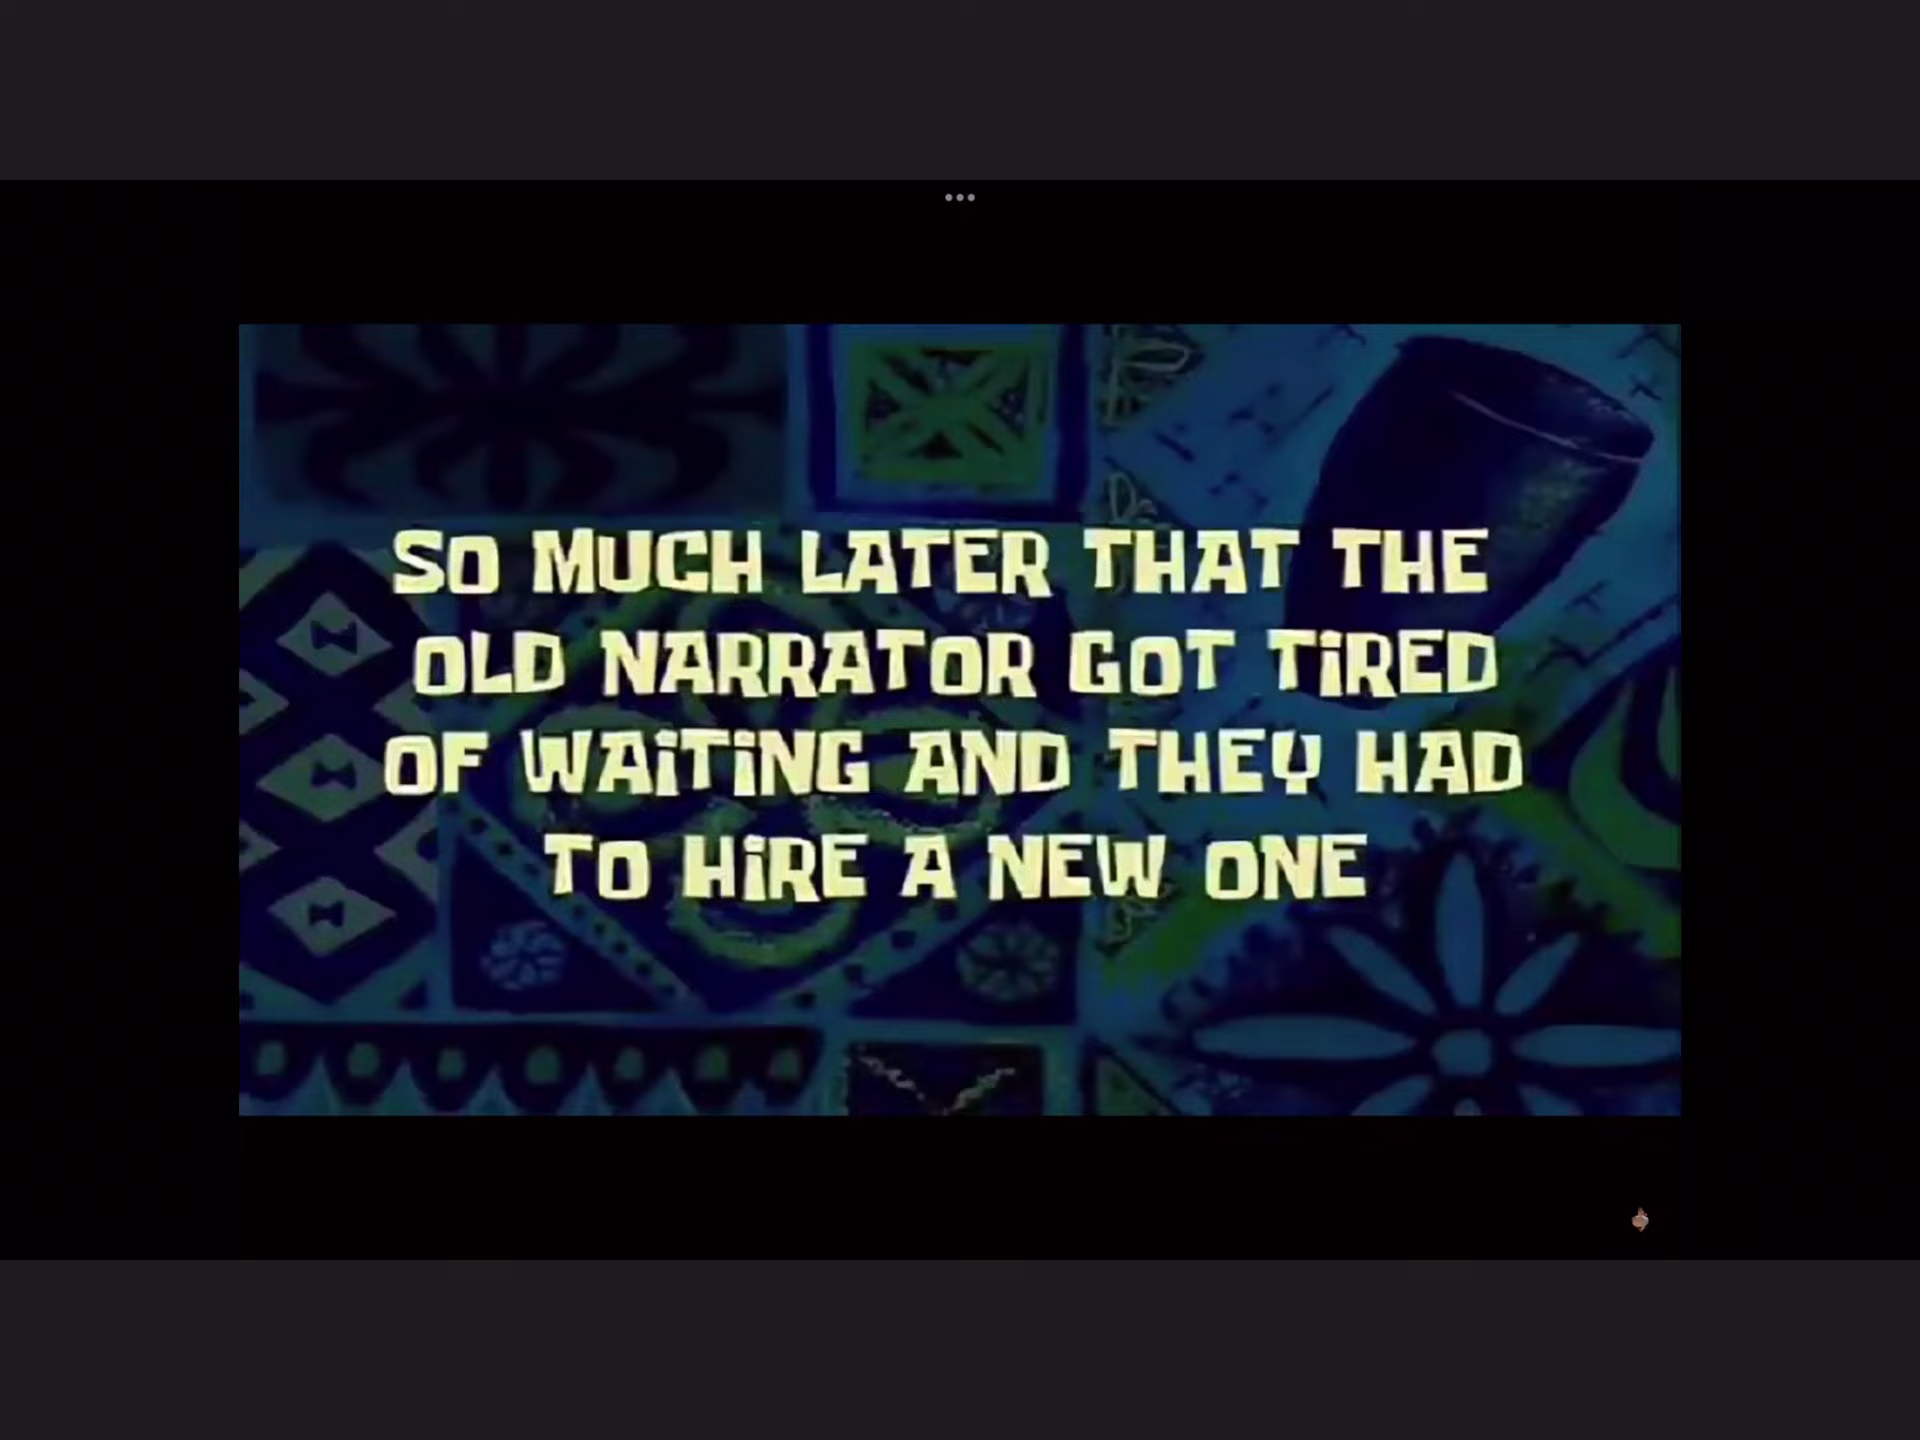 SO MUCH LATER THAT THE
OLD NARRATOR GOT TiRED
OF WAiTiNG AND THEY HAD
TO HiRE A NEW ONE